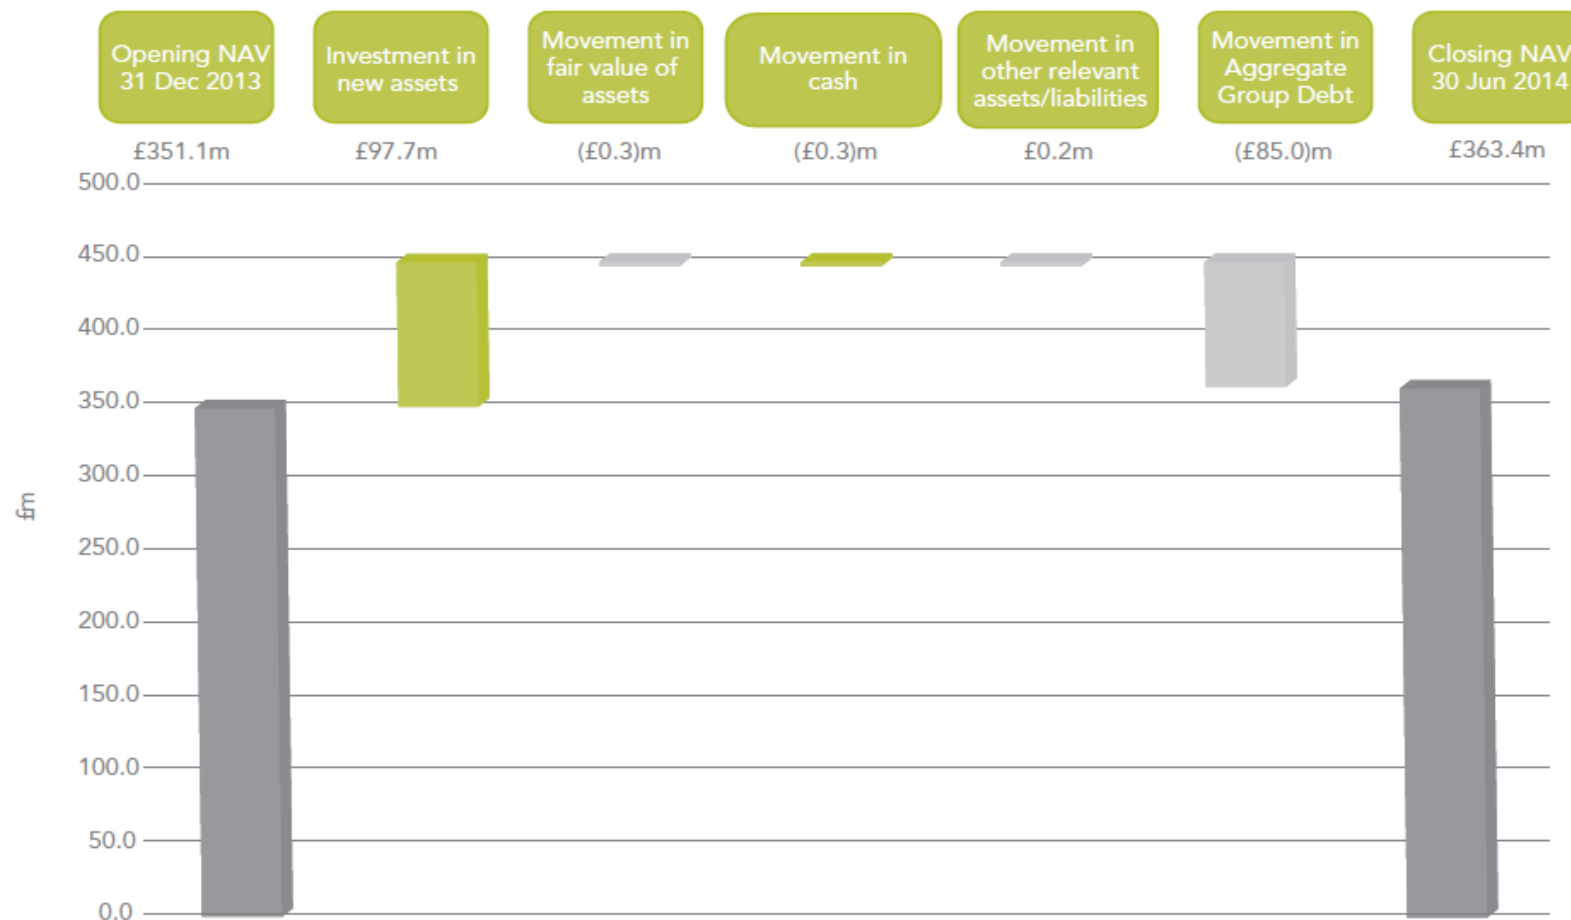 Opening NAV
31 Dec 2013
Investment in
new assets
Movement in
fair value of
assets
Movement in
cash
Movement in
other relevant
assets/liabilities
Movement in
Aggregate
Group Debt
Closing NAV
30 Jun 2014
£351.1m
£97.7m
(£0.3)m
(£0.3)m
£0.2m
(£85.0)m
£363.4m
500.0
450.0
400.0
350.0
300.0
250.0
200.0
150.0
100.0
50.0
0.0
£m